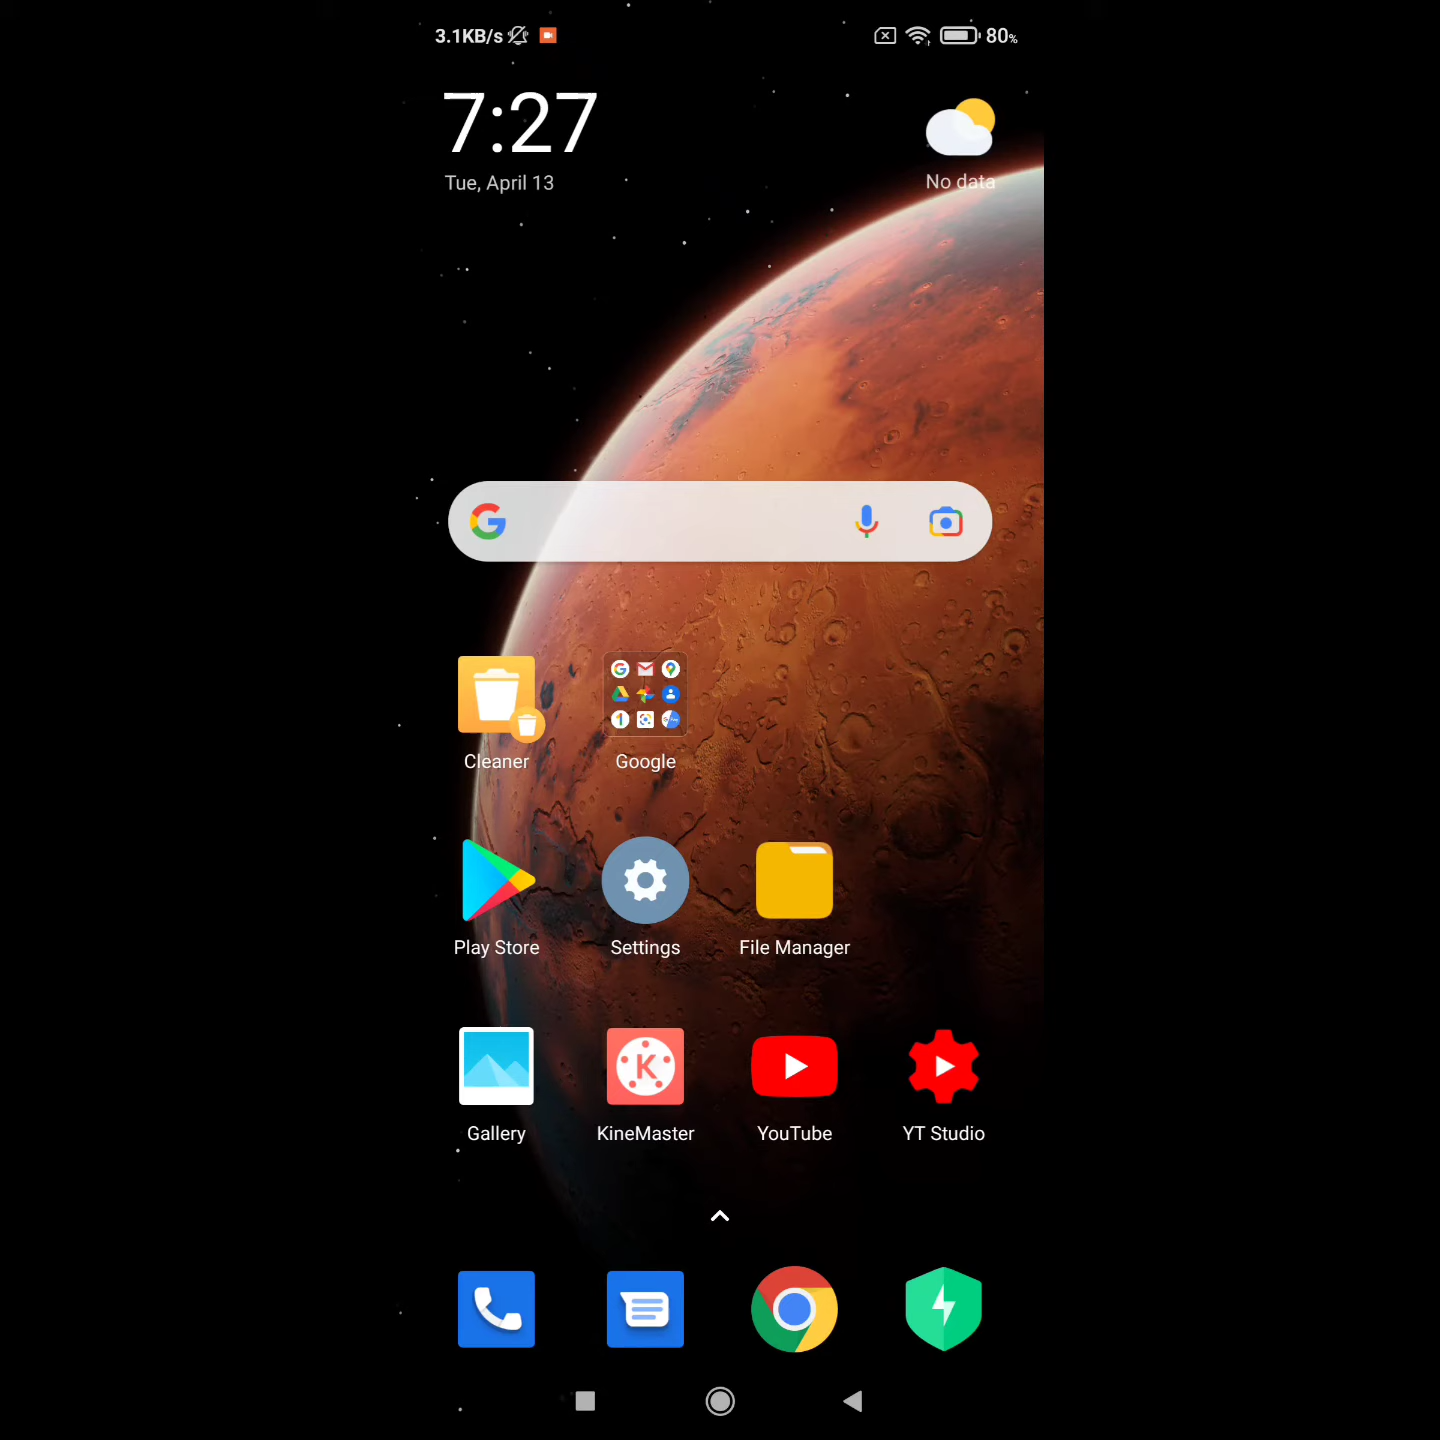 3.1KB/s 80%
7:27
Tue, April 13
No data
Cleaner Google
Play Store Settings File Manager
Gallery KineMaster YouTube YT Studio